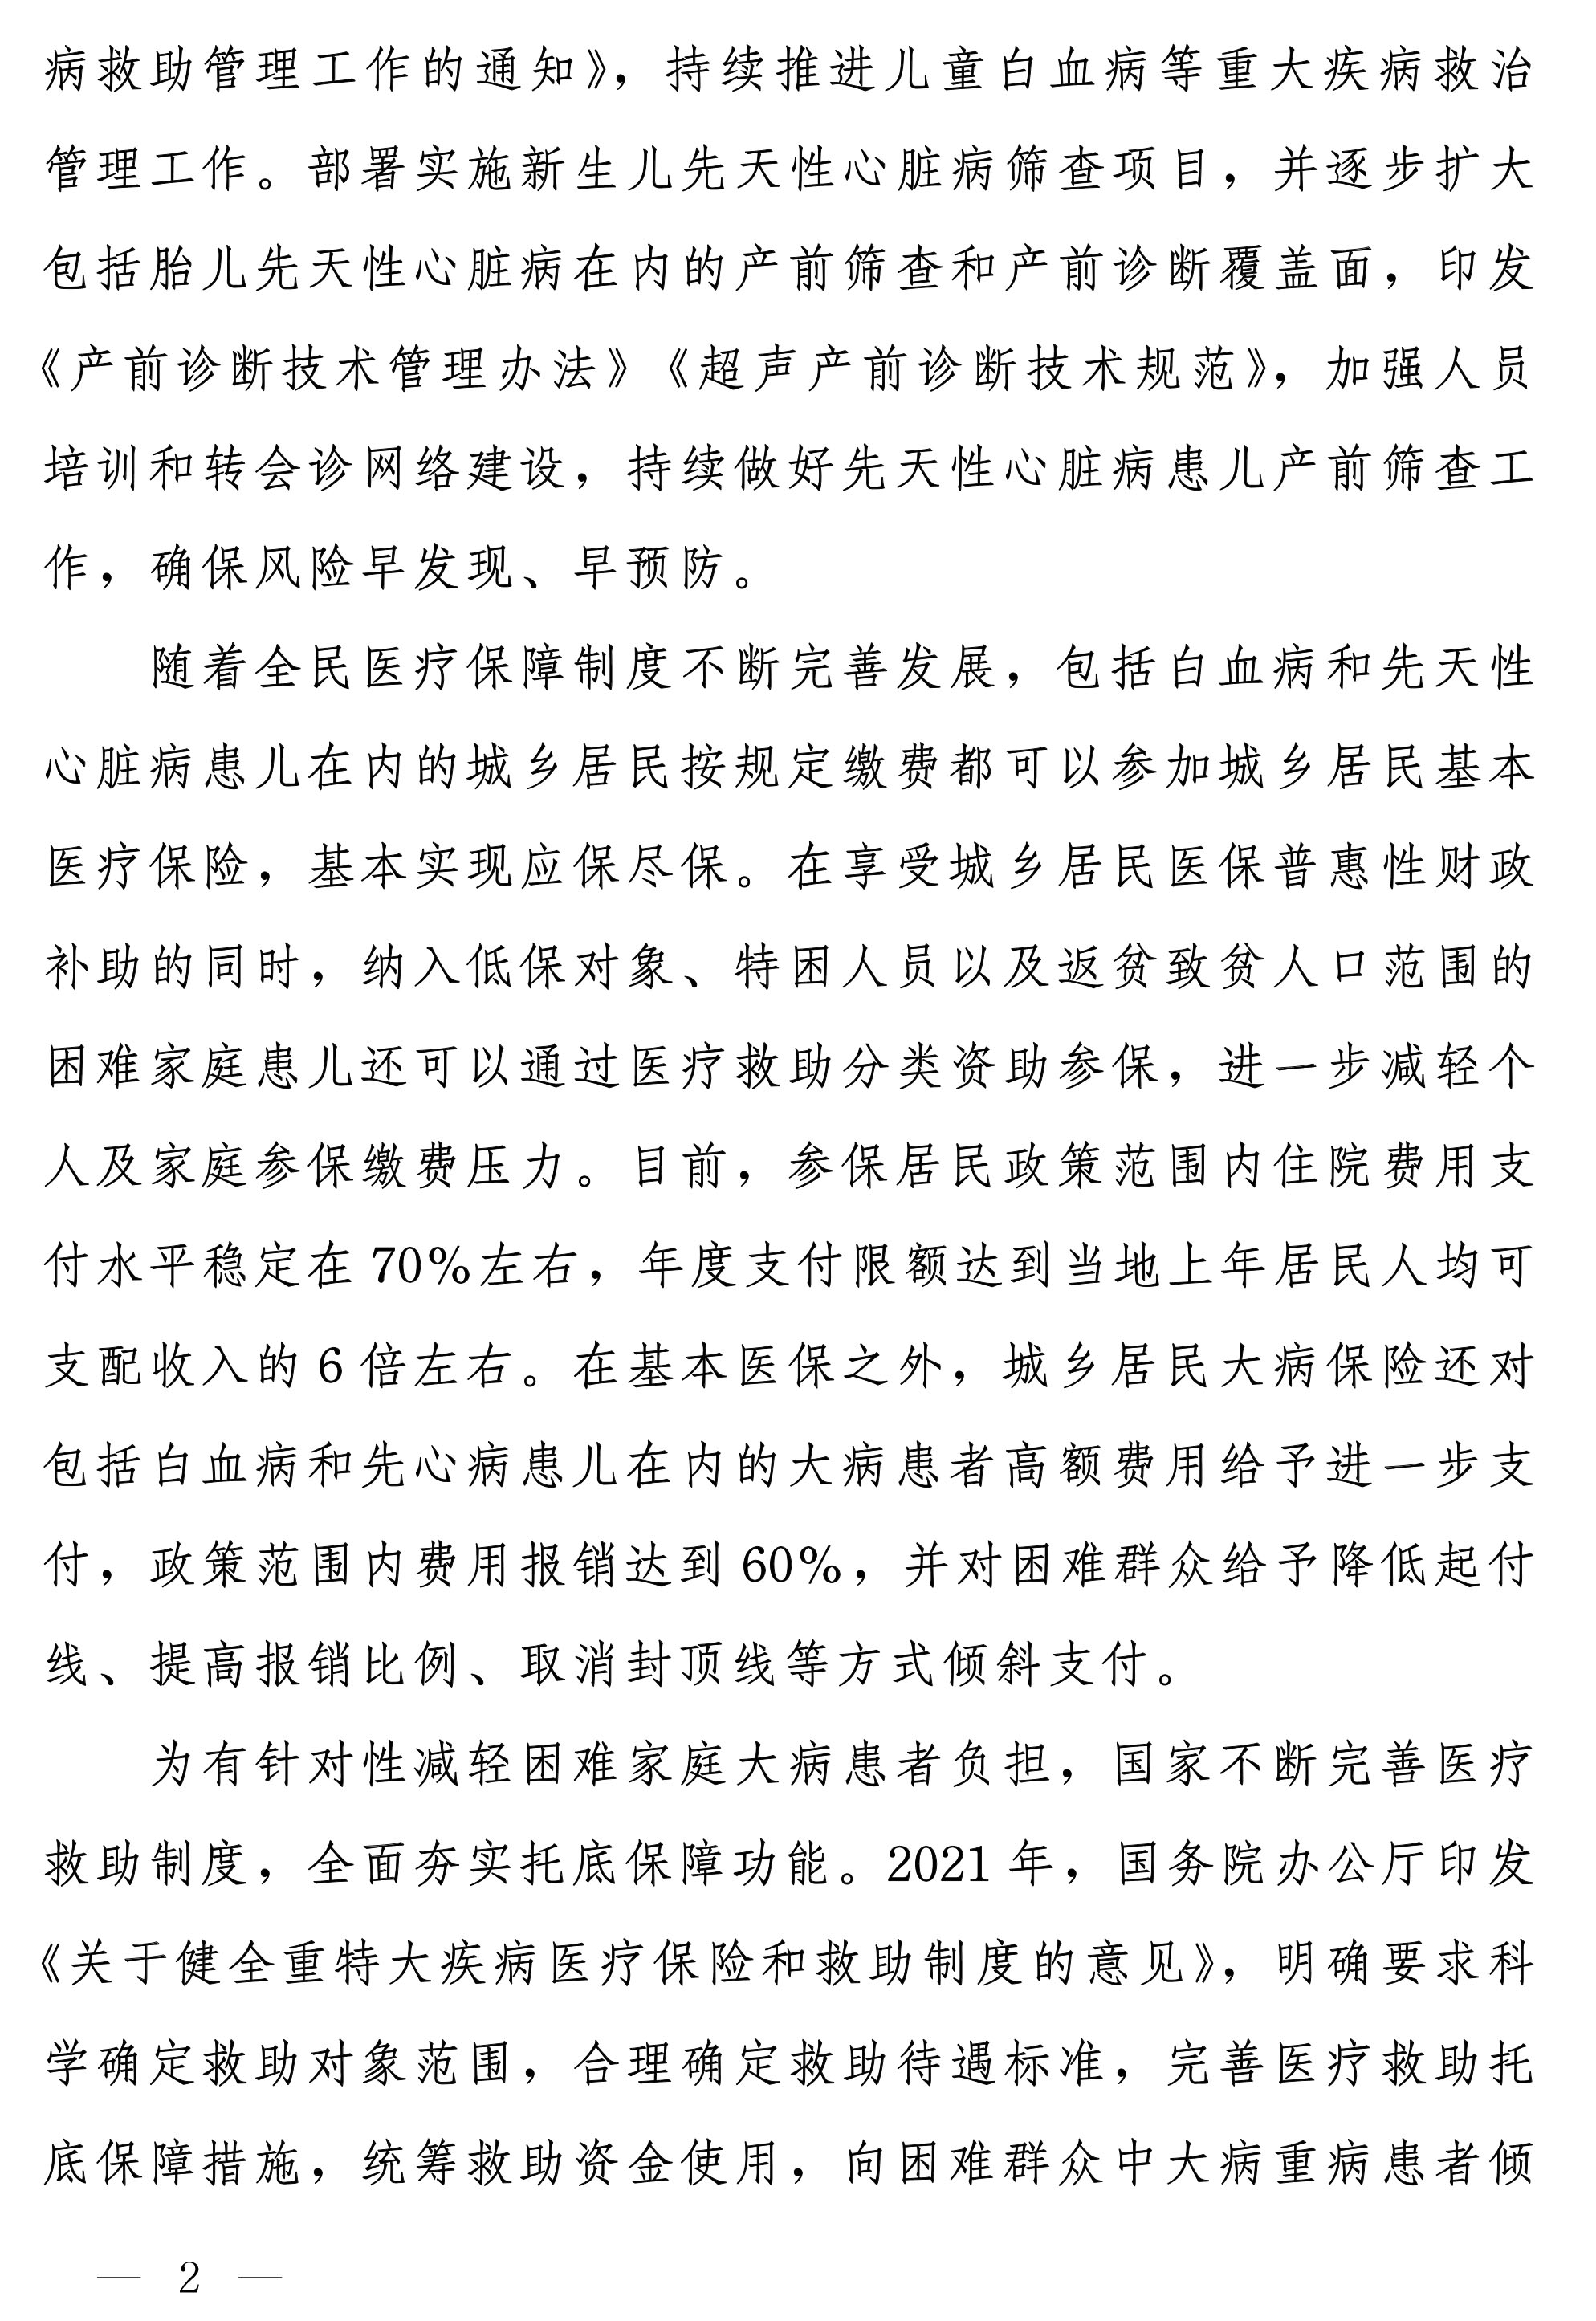 病救助管理工作的通知》，持续推进儿童白血病等重大疾病救治
管理工作。部署实施新生儿先天性心脏病筛查项目，并逐步扩大
包括胎儿先天性心脏病在内的产前筛查和产前诊断覆盖面，印发
《产前诊断技术管理办法》《超声产前诊断技术规范》，加强人员
培训和转会诊网络建设，持续做好先天性心脏病患儿产前筛查工
作，确保风险早发现、早预防。
随着全民医疗保障制度不断完善发展，包括白血病和先天性
心脏病患儿在内的城乡居民按规定缴费都可以参加城乡居民基本
医疗保险，基本实现应保尽保。在享受城乡居民医保普惠性财政
补助的同时，纳入低保对象、特困人员以及返贫致贫人口范围的
困难家庭患儿还可以通过医疗救助分类资助参保，进一步减轻个
人及家庭参保缴费压力。目前，参保居民政策范围内住院费用支
付水平稳定在 70%左右，年度支付限额达到当地上年居民人均可
支配收入的 6 倍左右。在基本医保之外，城乡居民大病保险还对
包括白血病和先心病患儿在内的大病患者高额费用给予进一步支
付，政策范围内费用报销达到 60%，并对困难群众给予降低起付
线、提高报销比例、取消封顶线等方式倾斜支付。
为有针对性减轻困难家庭大病患者负担，国家不断完善医疗
救助制度，全面夯实托底保障功能。2021 年，国务院办公厅印发
《关于健全重特大疾病医疗保险和救助制度的意见》，明确要求科
学确定救助对象范围，合理确定救助待遇标准，完善医疗救助托
底保障措施，统筹救助资金使用，向困难群众中大病重病患者倾
— 2 —